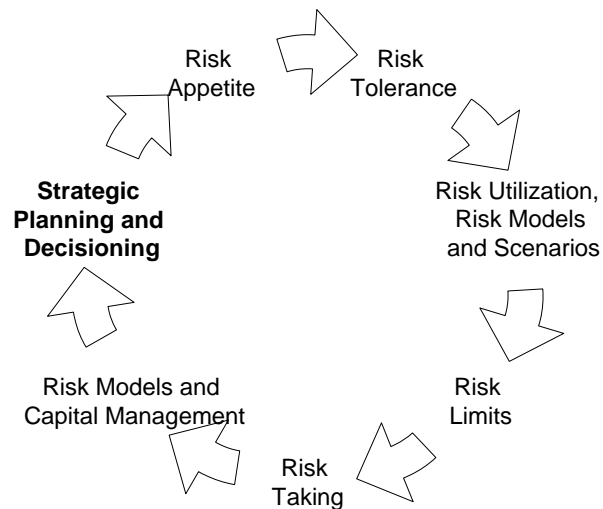 Risk
Appetite
Risk
Tolerance
Risk Utilization,
Risk Models
and Scenarios
Risk
Limits
Risk
Taking
Risk Models and
Capital Management
Strategic
Planning and
Decisioning